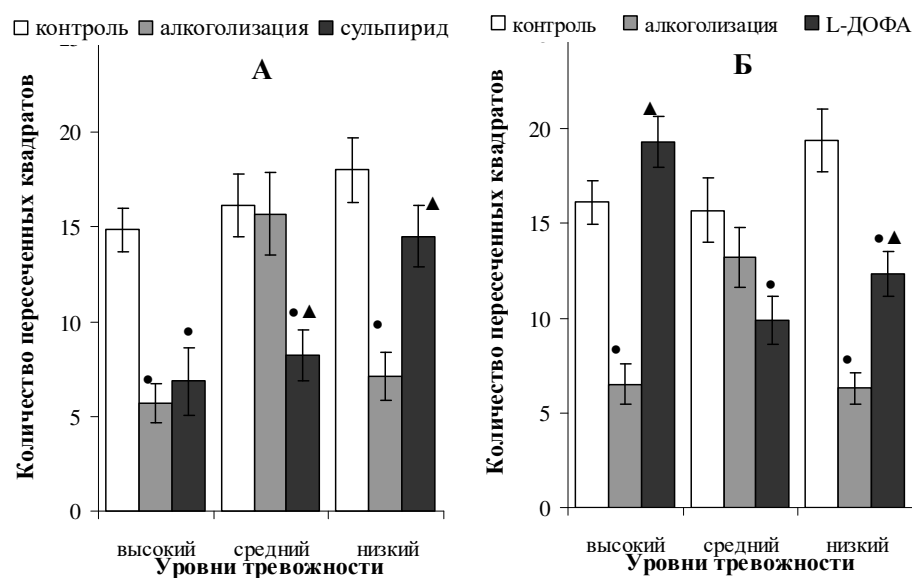 контроль алкоголизация сульпирид
А
Количество пересеченных квадратов
20
15
10
5
0
высокий средний низкий
Уровни тревожности
контроль алкоголизация L-ДОФА
Б
Количество пересеченных квадратов
20
15
10
5
0
высокий средний низкий
Уровни тревожности